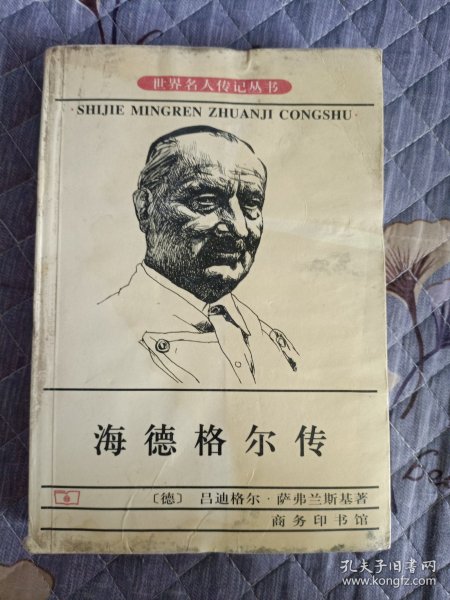 世界名人传记丛书
·SHIJIE MINGREN ZHUANJI CONGSHU·
海德格尔传
〔德〕 吕迪格尔·萨弗兰斯基著
商务印书馆
孔夫子旧书网
www.kongfz.com